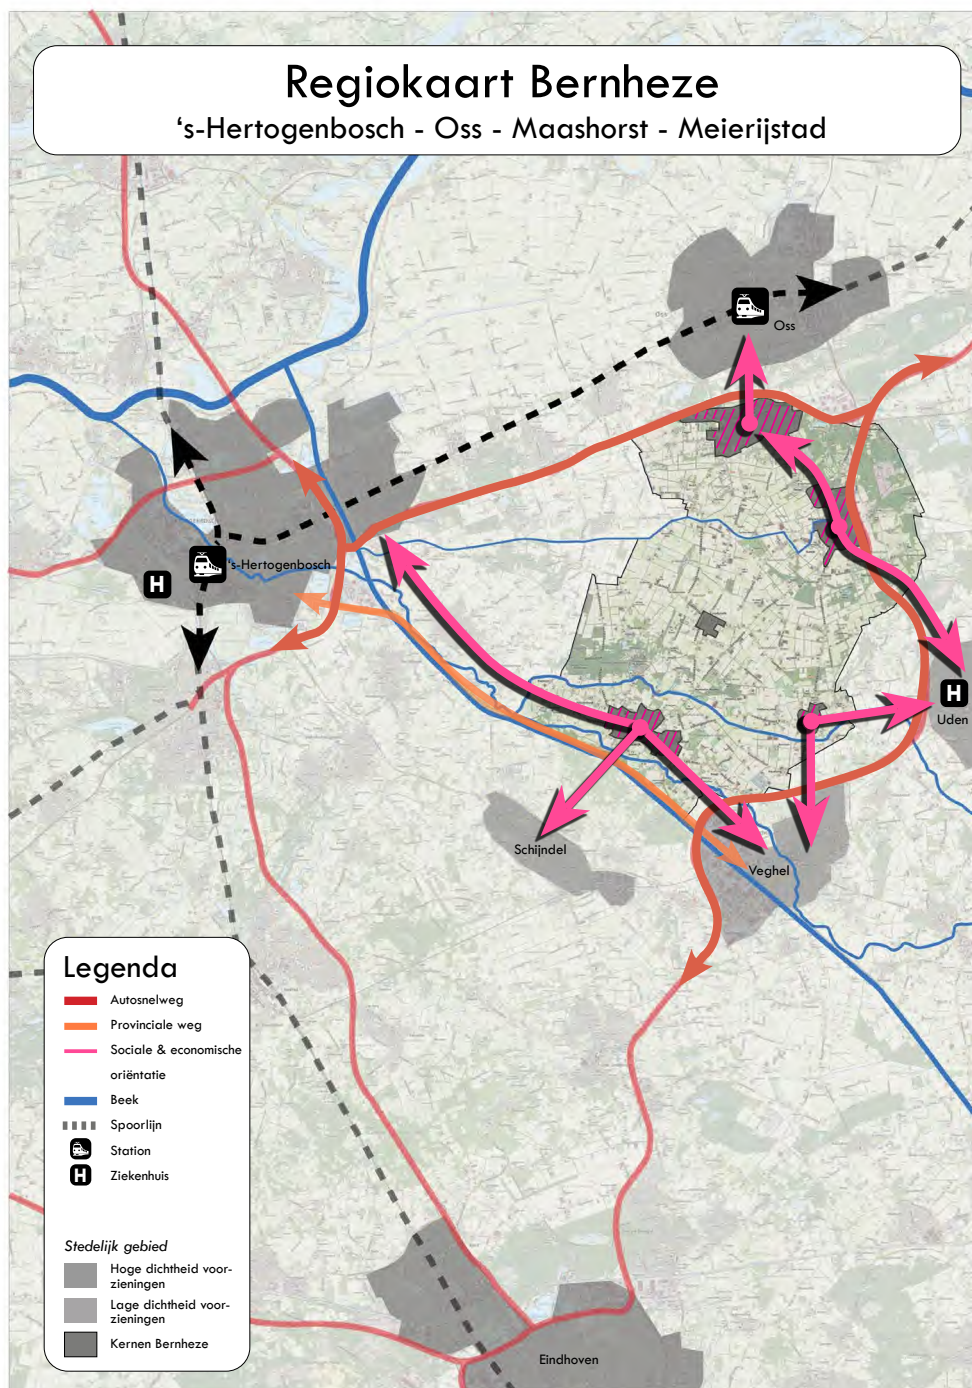 Regiokaart Bernheze
‘s-Hertogenbosch - Oss - Maashorst - Meierijstad
Oss
‘s-Hertogenbosch
H
H
Uden
Schijndel
Veghel
Legenda
Autosnelweg
Provinciale weg
Sociale & economische
oriëntatie
Beek
Spoorlijn
Station
H
Ziekenhuis
Stedelijk gebied
Hoge dichtheid voor-
zieningen
Lage dichtheid voor-
zieningen
Kernen Bernheze
Eindhoven